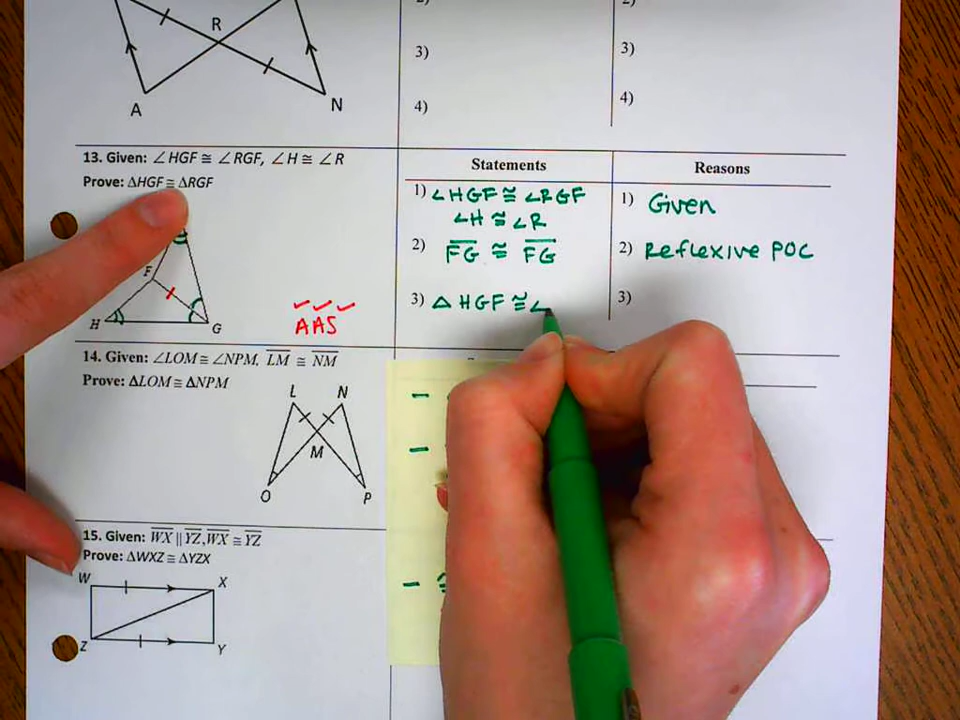 R
A
N
3)
4)
3)
4)
13. Given: ∠HGF ≅ ∠RGF, ∠H ≅ ∠R
Prove: ΔHGF ≅ ΔRGF
F
H
G
AAS
Statements
Reasons
1) ∠HGF ≅ ∠RGF
∠H ≅ ∠R
1) Given
2) FG ≅ FG
2) Reflexive POC
3) Δ HGF ≅
3)
14. Given: ∠LOM ≅ ∠NPM, LM ≅ NM
Prove: ΔLOM ≅ ΔNPM
L
N
M
O
P
15. Given: WX ∥ YZ, WX ≅ YZ
Prove: ΔWXZ ≅ ΔYZX
W
X
Z
Y